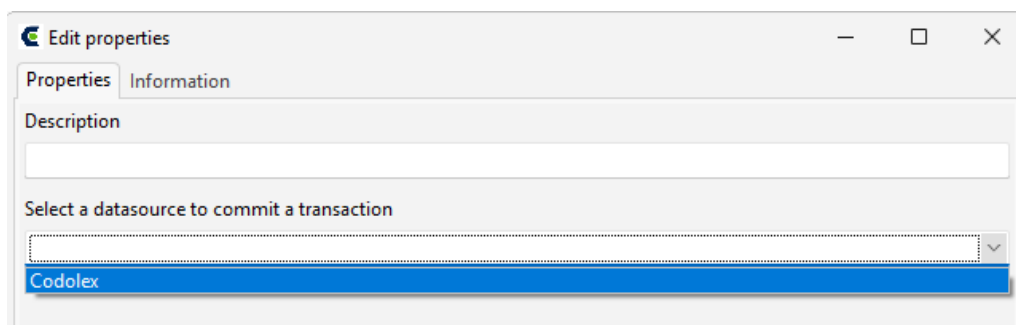 Edit properties
Properties Information
Description
Select a datasource to commit a transaction
Codolex